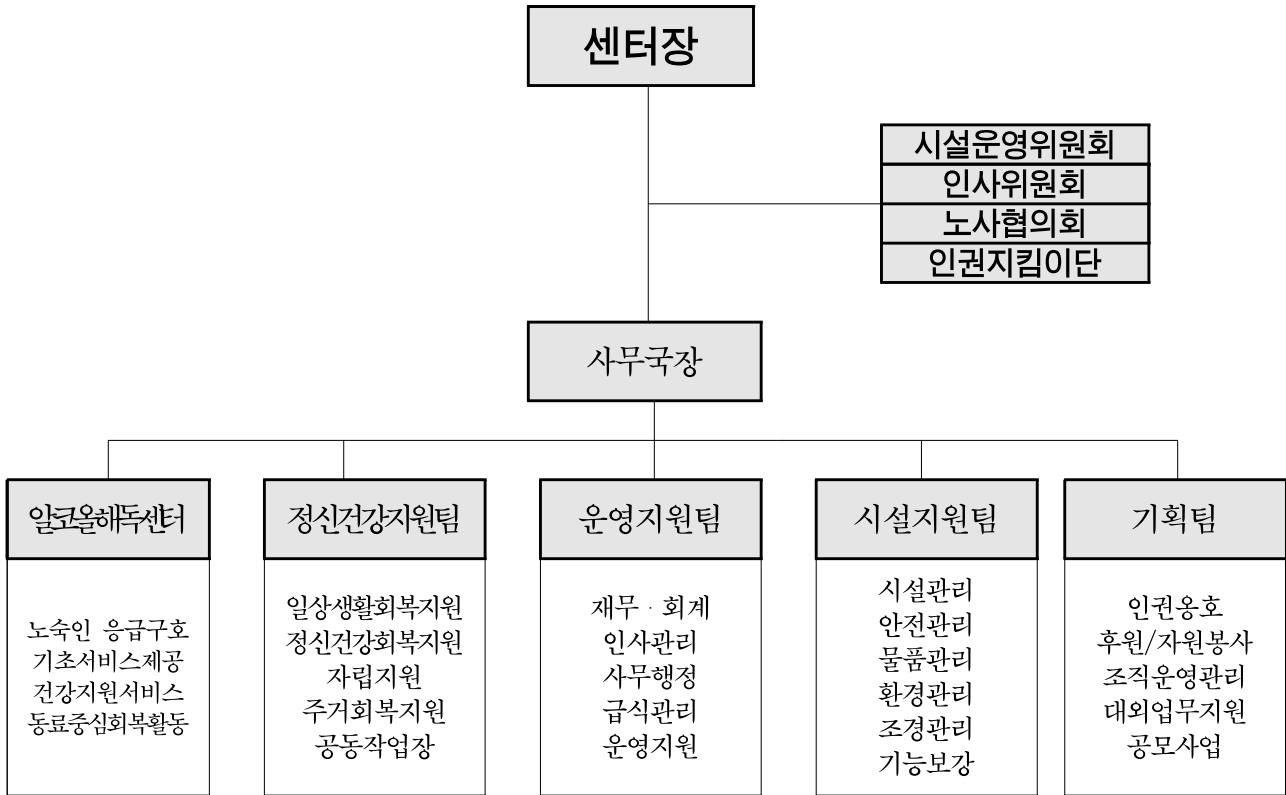 센터장
시설운영위원회
인사위원회
노사협의회
인권지킴이단
사무국장
알코올해독센터
노숙인 응급구호
기초서비스제공
건강지원서비스
동료중심회복활동
정신건강지원팀
일상생활회복지원
정신건강회복지원
자립지원
주거회복지원
공동작업장
운영지원팀
재무 · 회계
인사관리
사무행정
급식관리
운영지원
시설지원팀
시설관리
안전관리
물품관리
환경관리
조경관리
기능보강
기획팀
인권옹호
후원/자원봉사
조직운영관리
대외업무지원
공모사업